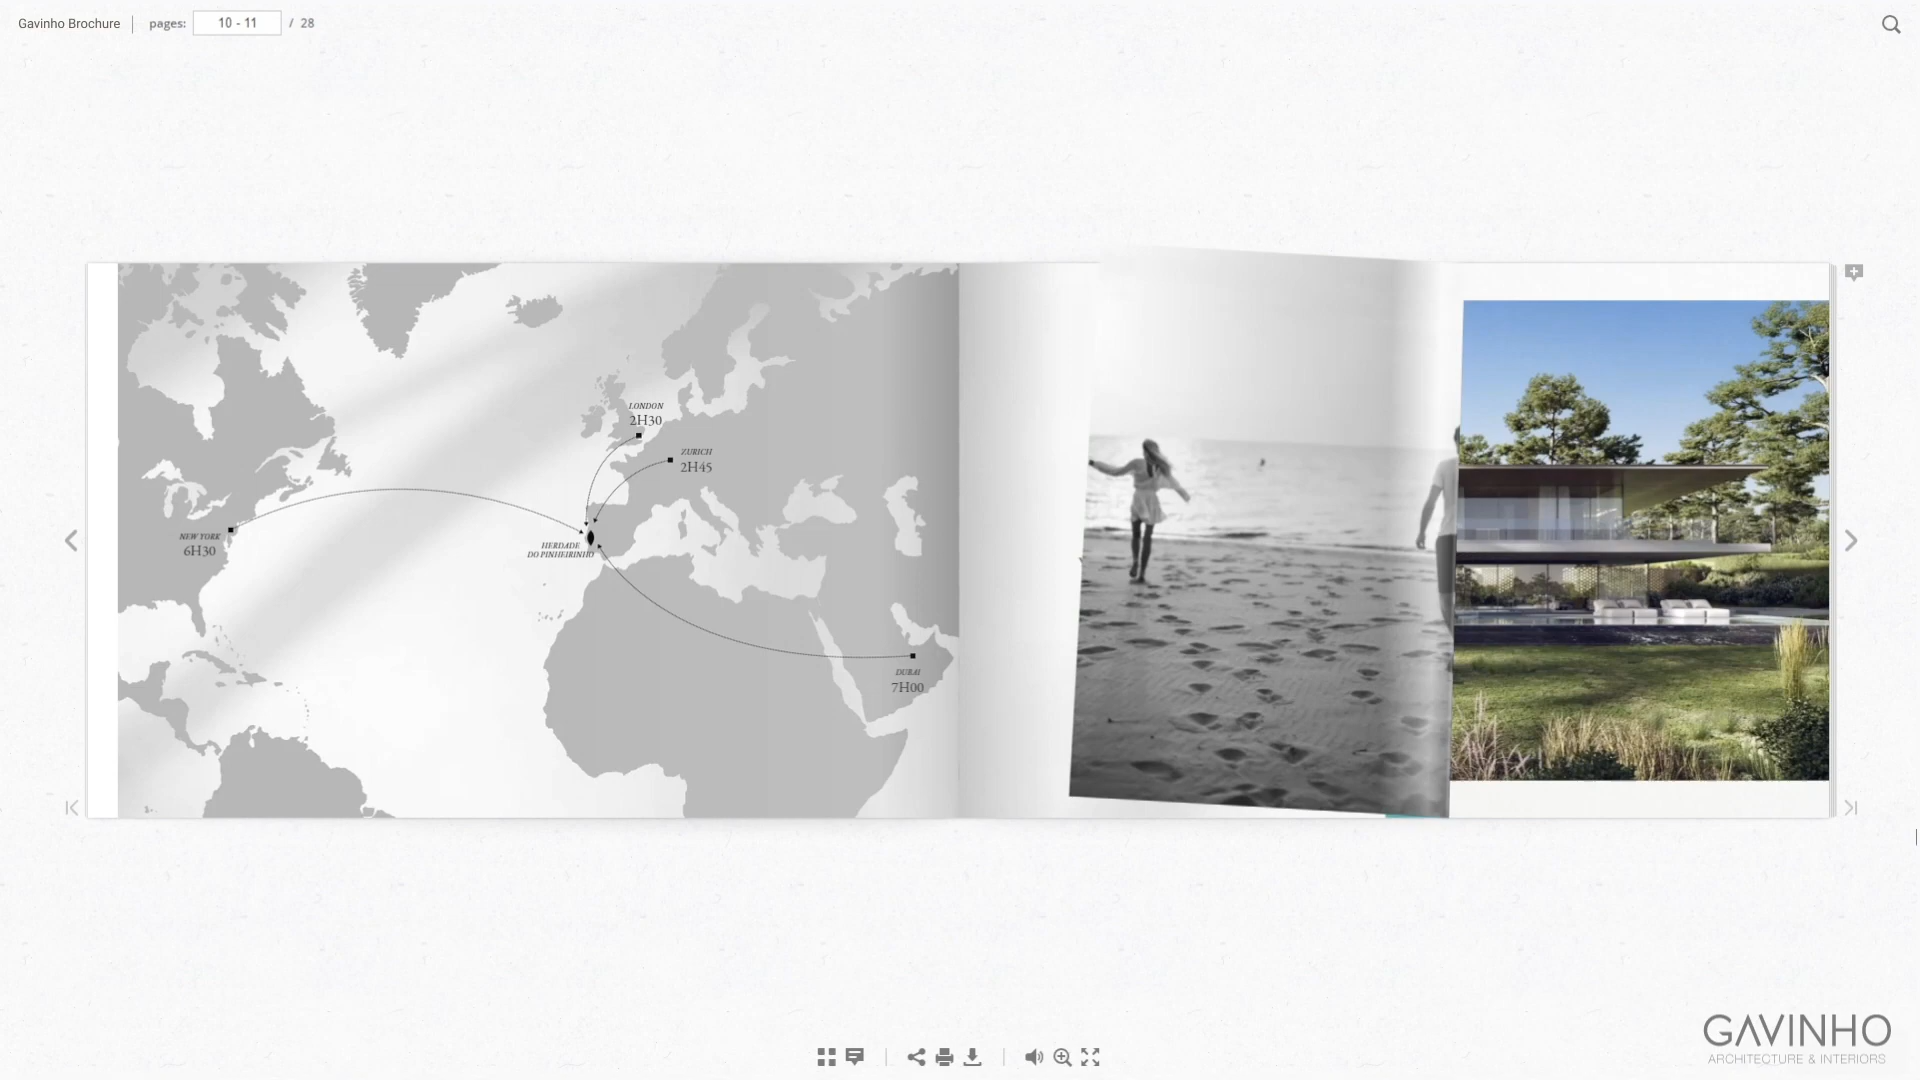 Gavinho Brochure
pages: 10 - 11 / 28
LONDON
2H30
ZURICH
2H45
NEW YORK
6H30
HERDADE
DO PINHEIRINHO
DUBAI
7H00
GAVINHO
ARCHITECTURE & INTERIORS